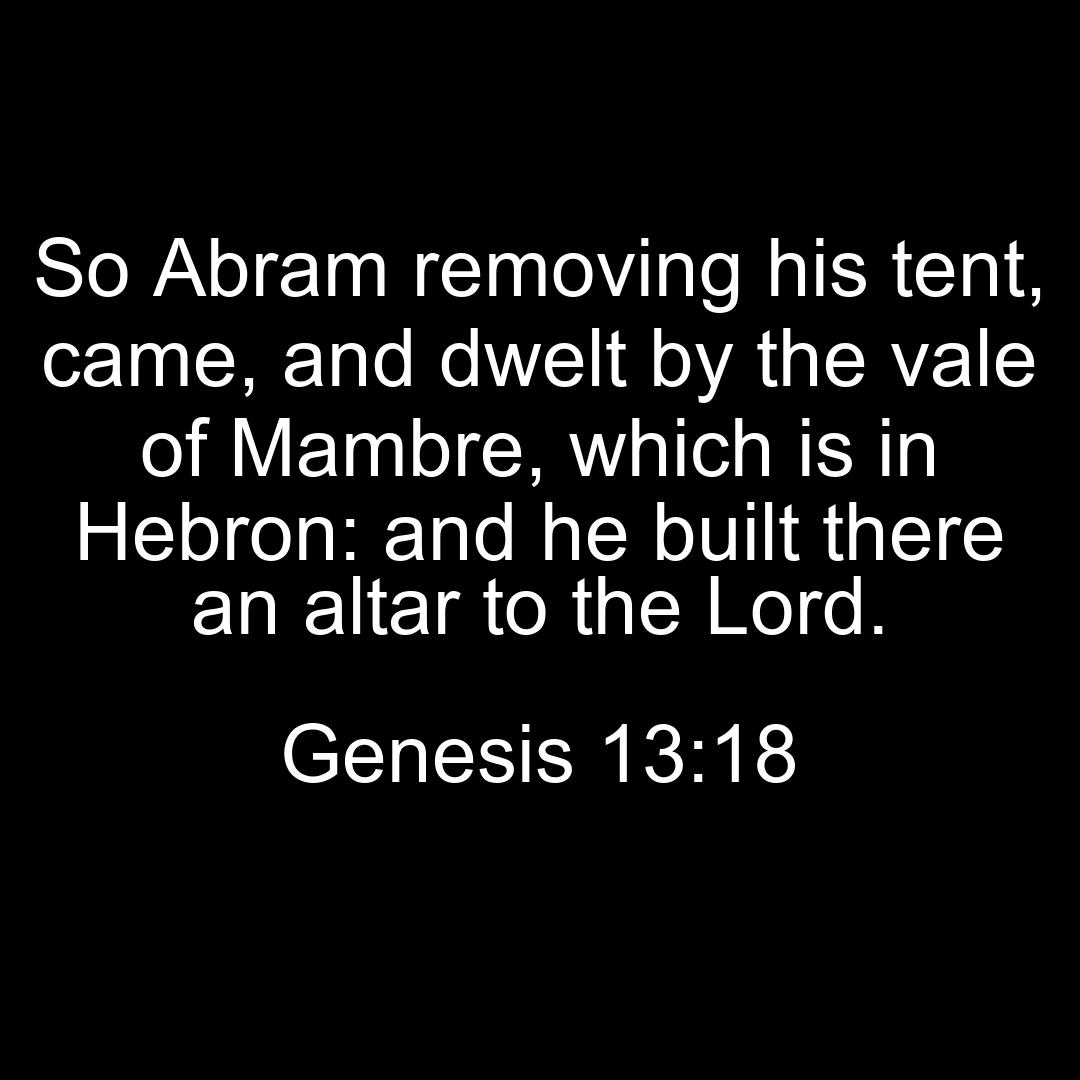 So Abram removing his tent,
came, and dwelt by the vale
of Mambre, which is in
Hebron: and he built there
an altar to the Lord.
Genesis 13:18